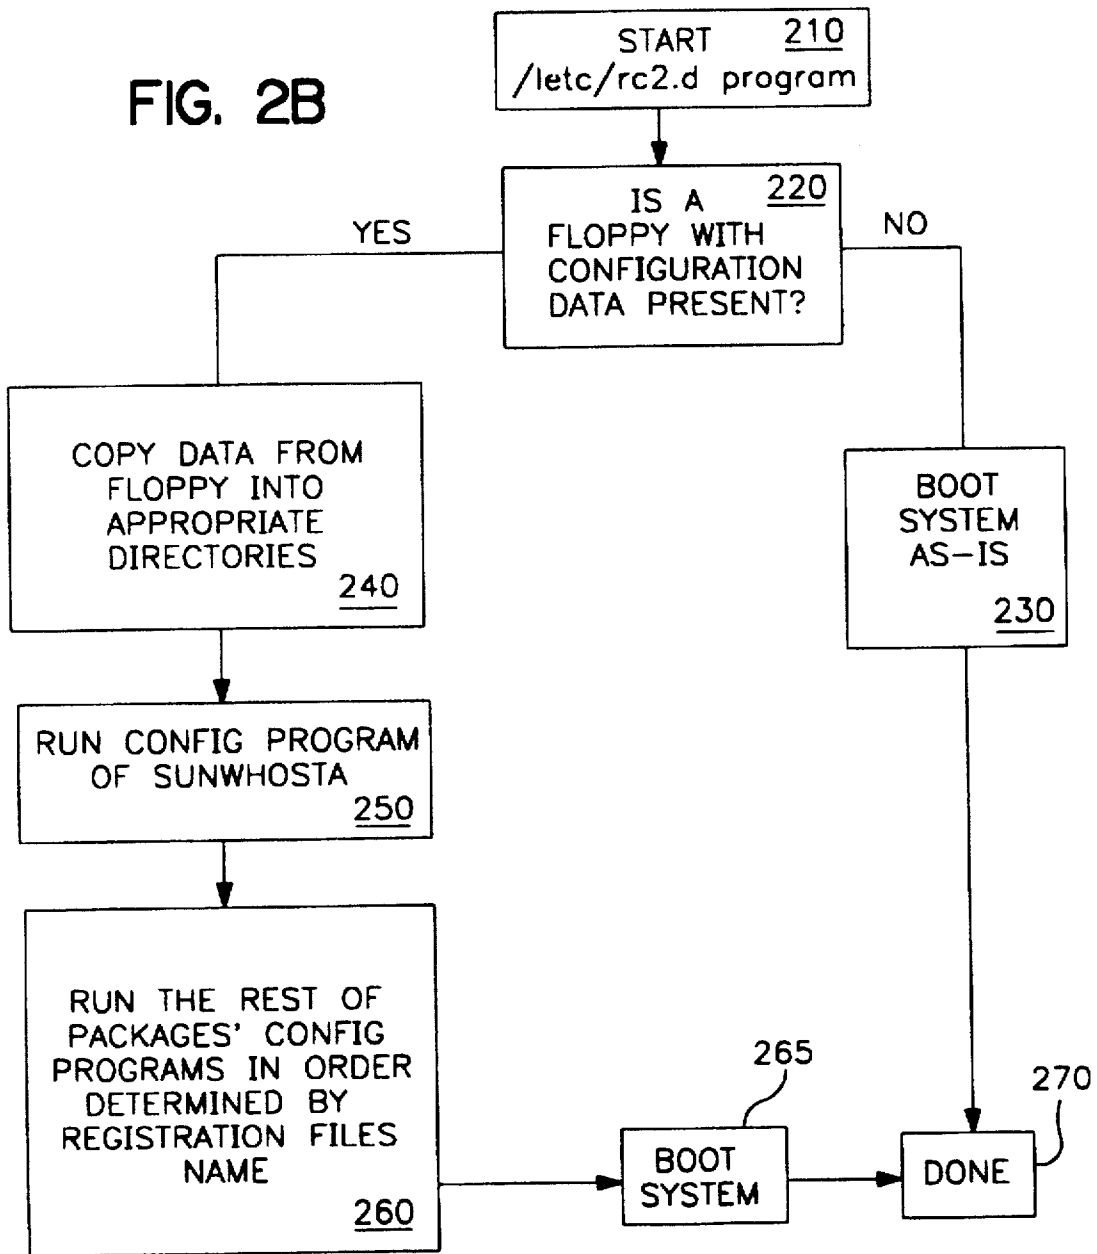 FIG. 2B
START 210
/letc/rc2.d program
220
IS A
FLOPPY WITH
CONFIGURATION
DATA PRESENT?
YES
NO
COPY DATA FROM
FLOPPY INTO
APPROPRIATE
DIRECTORIES
240
BOOT
SYSTEM
AS-IS
230
RUN CONFIG PROGRAM
OF SUNWHOSTA
250
RUN THE REST OF
PACKAGES' CONFIG
PROGRAMS IN ORDER
DETERMINED BY
REGISTRATION FILES
NAME
260
265
BOOT
SYSTEM
270
DONE